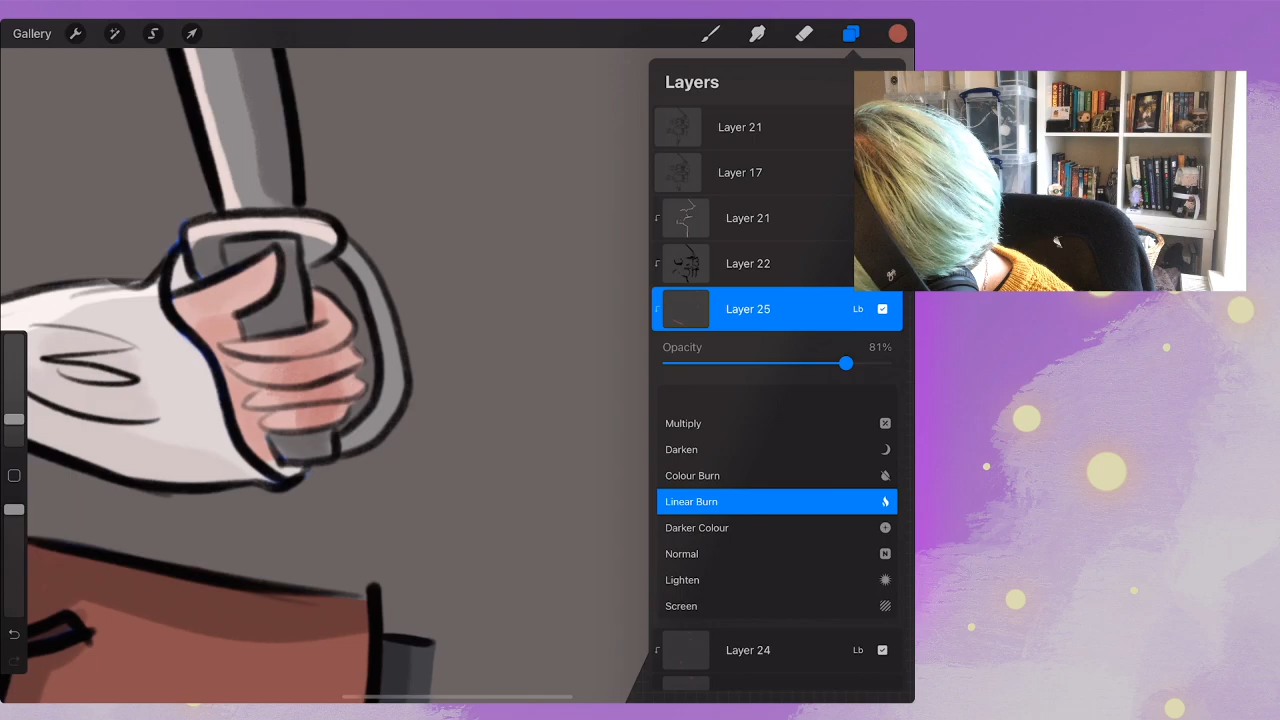 Gallery
Layers
Layer 21
Layer 17
Layer 21
Layer 22
Layer 25 Lb
Opacity 81%
Multiply
Darken
Colour Burn
Linear Burn
Darker Colour
Normal N
Lighten
Screen
Layer 24 Lb